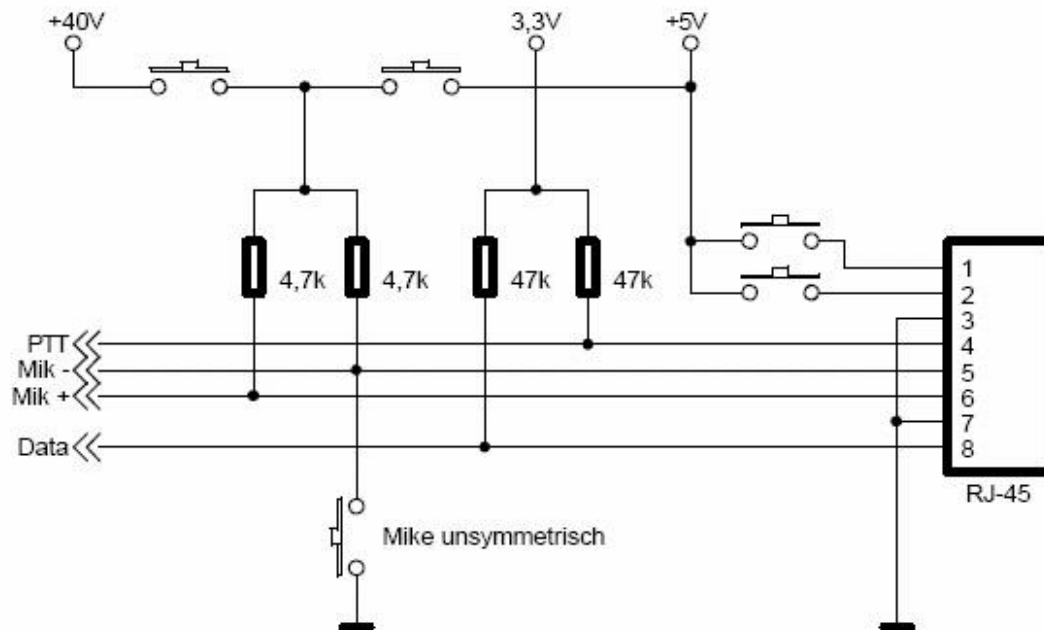 +40V
3,3V
+5V
4,7k
4,7k
47k
47k
1
2
3
4
5
6
7
8
PTT
Mik -
Mik +
Data
RJ-45
Mike unsymmetrisch